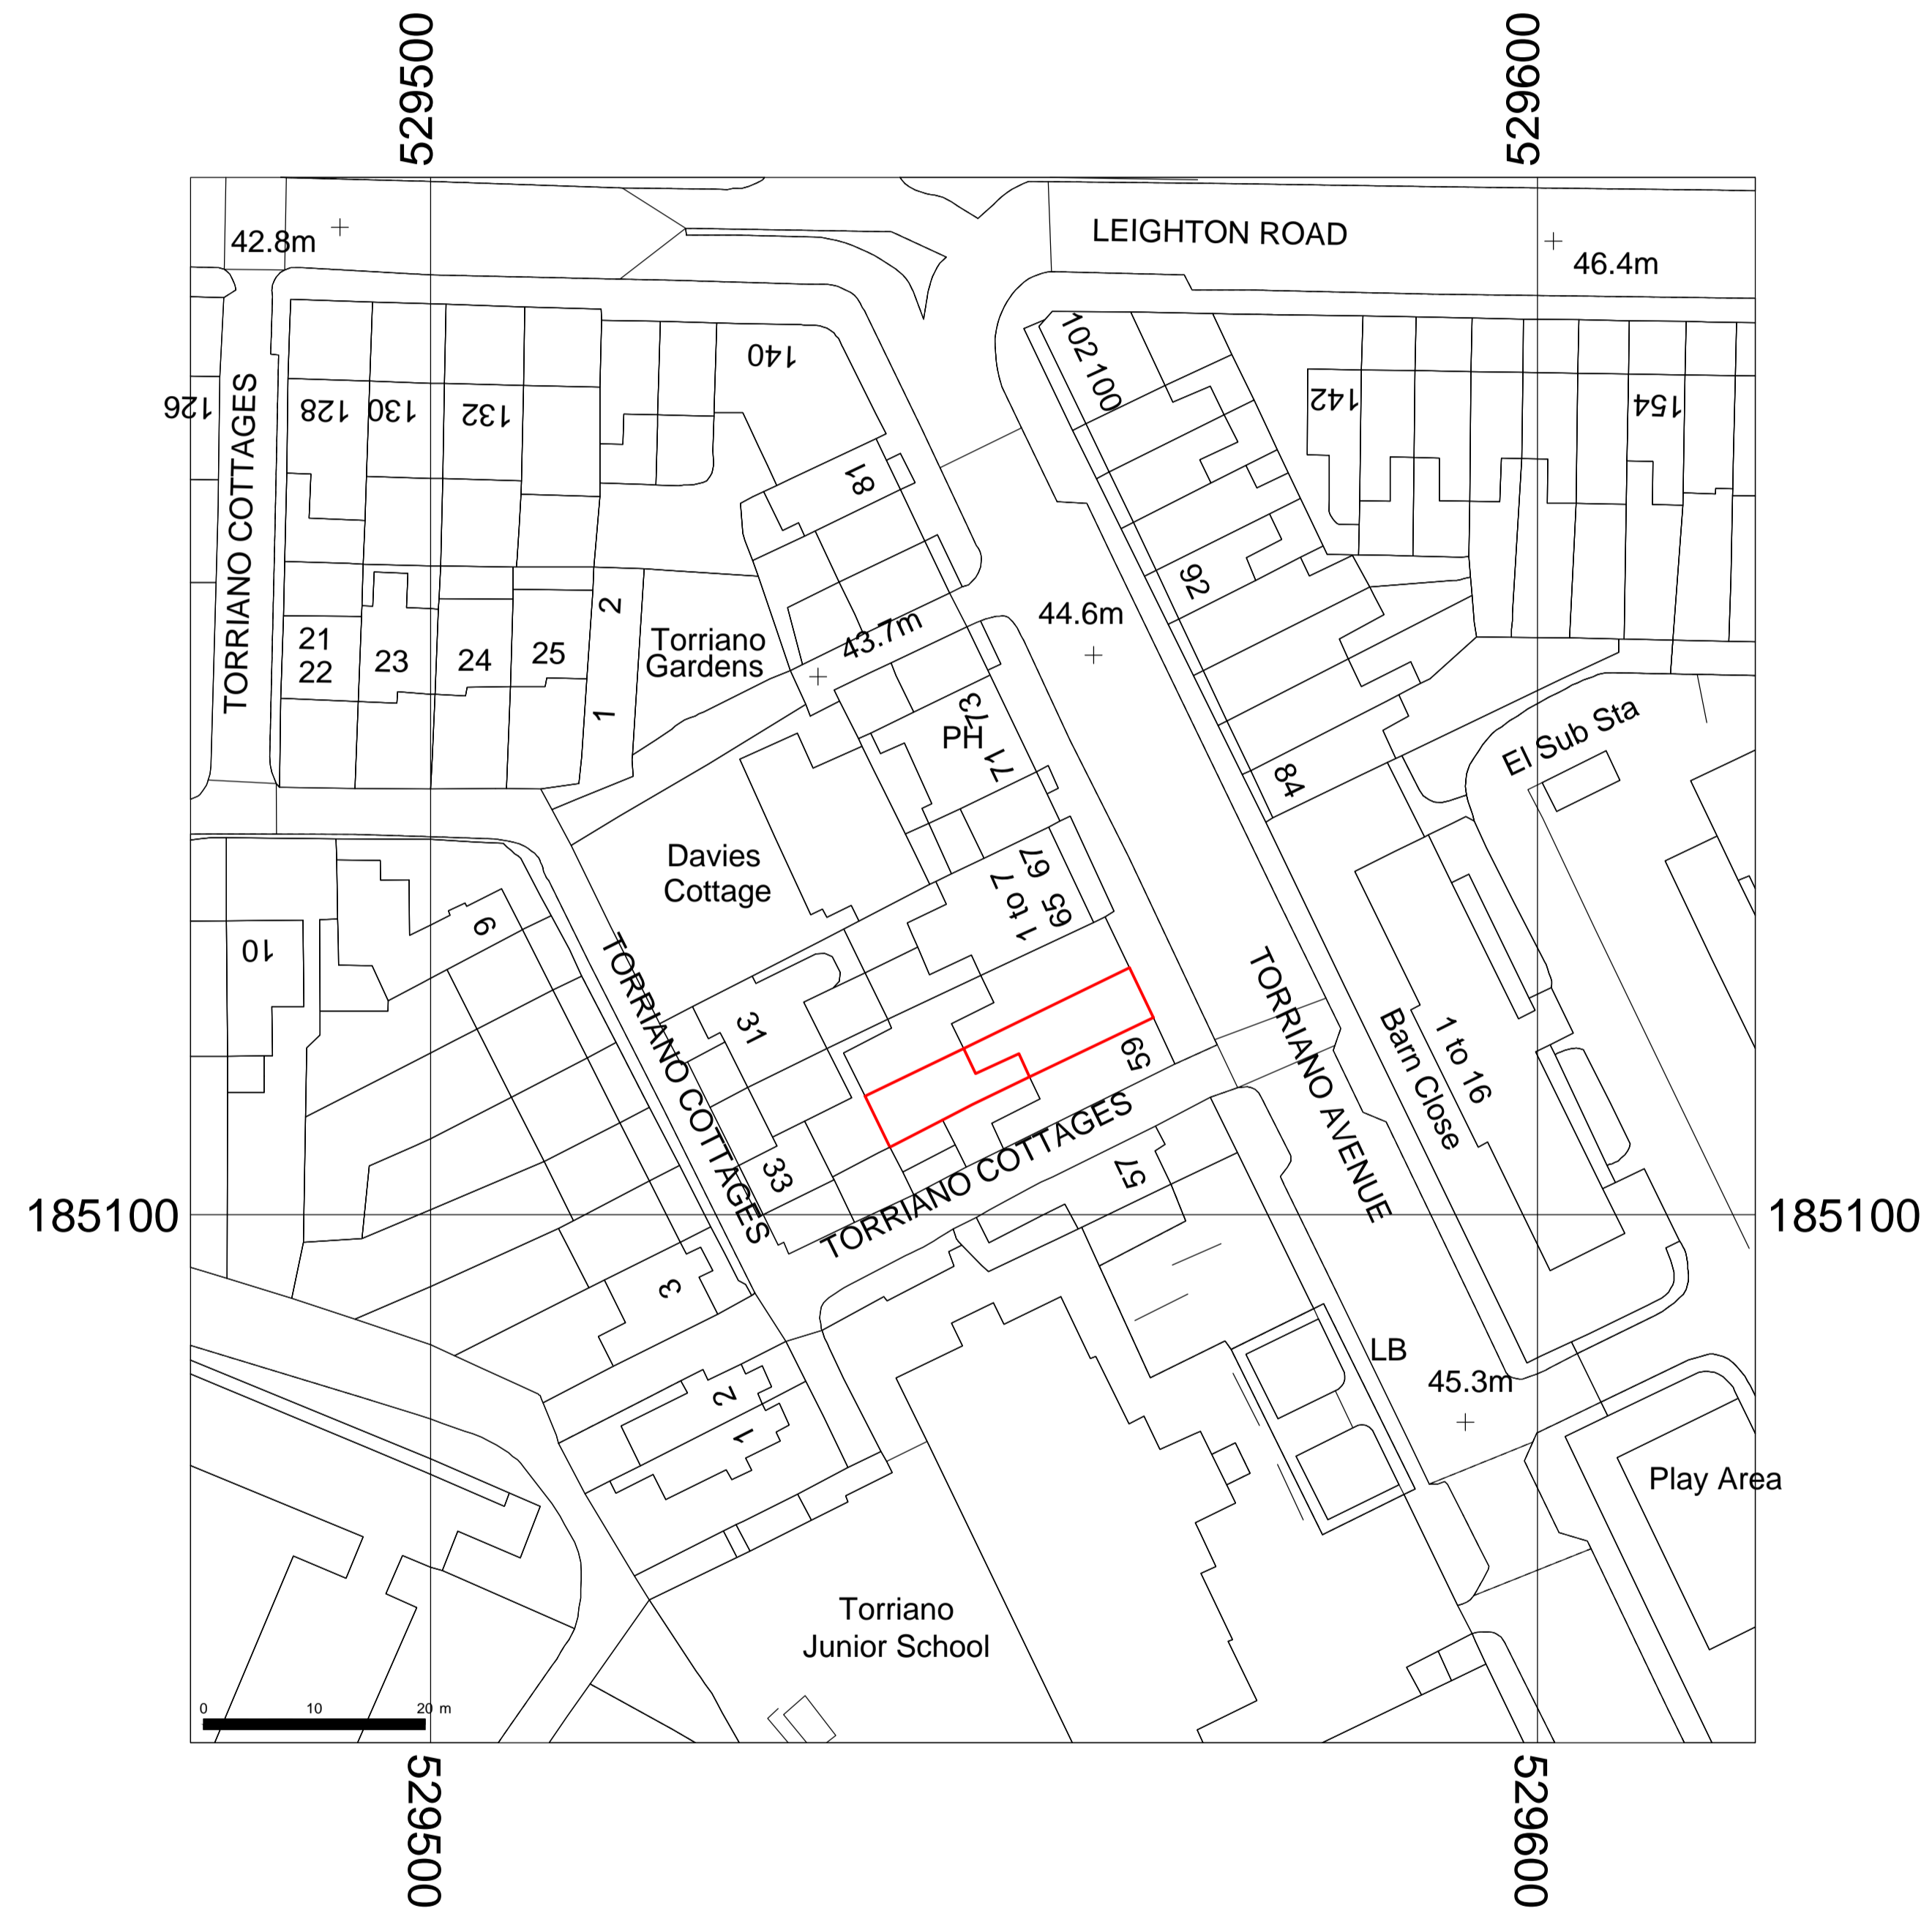 529500
529600
LEIGHTON ROAD
42.8m
46.4m
102 100
140
126
128
130
132
142
154
TORRIANO COTTAGES
81
92
2
44.6m
43.7m
21
22
23
24
25
Torriano
Gardens
1
73
PH
71
El Sub Sta
84
Davies
Cottage
67
65
1 to 7
9
10
TORRIANO COTTAGES
31
TORRIANO AVENUE
1 to 16
Barn Close
59
TORRIANO COTTAGES
33
57
185100
185100
3
LB
45.3m
2
1
Play Area
Torriano
Junior School
0 10 20 m
529500
529600